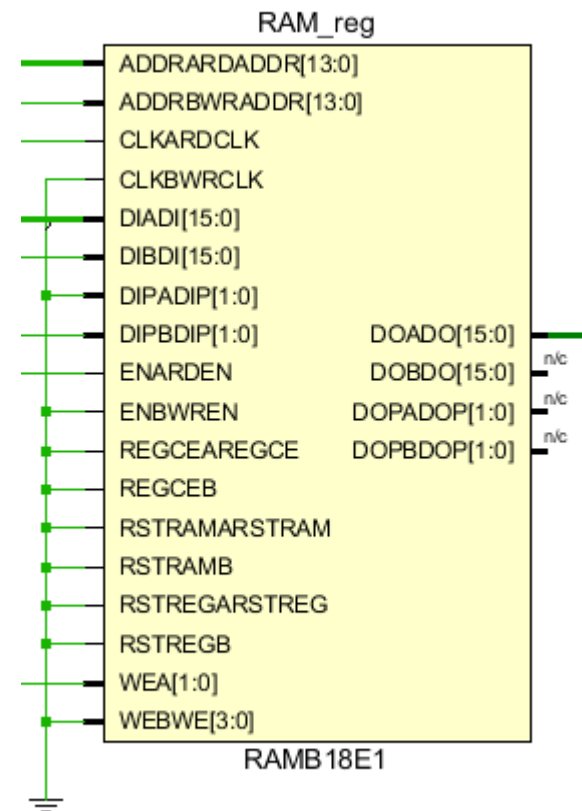 RAM_reg
ADDRARDADDR[13:0]
ADDRBWRADDR[13:0]
CLKARDCLK
CLKBWRCLK
DIADI[15:0]
DIBDI[15:0]
DIPADIP[1:0]
DIPBDIP[1:0] DOADO[15:0]
n/c
ENARDEN DOBDO[15:0]
n/c
ENBWREN DOPADOP[1:0]
n/c
REGCEAREGCE DOPBDOP[1:0]
REGCEB
RSTRAMARSTRAM
RSTRAMB
RSTREGARSTREG
RSTREGB
WEA[1:0]
WEBWE[3:0]
RAMB18E1